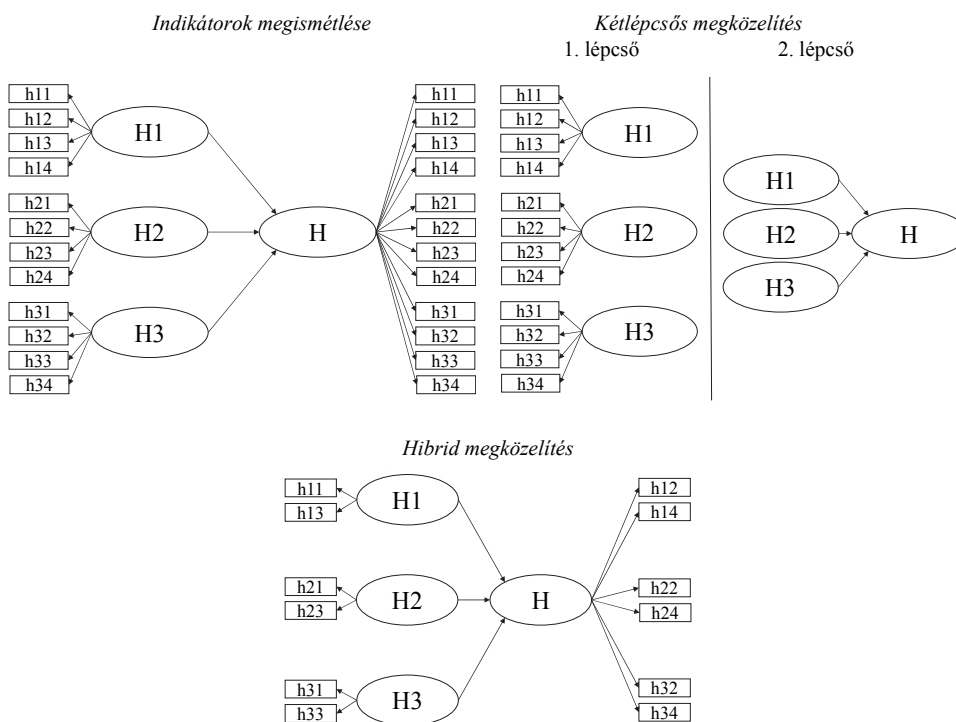 Indikátorok megismétlése
h11
h12
h13
h14
H1
h21
h22
h23
h24
H2
h31
h32
h33
h34
H3
H
h11
h12
h13
h14
h21
h22
h23
h24
h31
h32
h33
h34
Kétlépcsős megközelítés
1. lépcső
2. lépcső
h11
h12
h13
h14
H1
h21
h22
h23
h24
H2
h31
h32
h33
h34
H3
H1
H2
H3
H
Hibrid megközelítés
h11
h13
H1
h21
h23
H2
h31
h33
H3
H
h12
h14
h22
h24
h32
h34